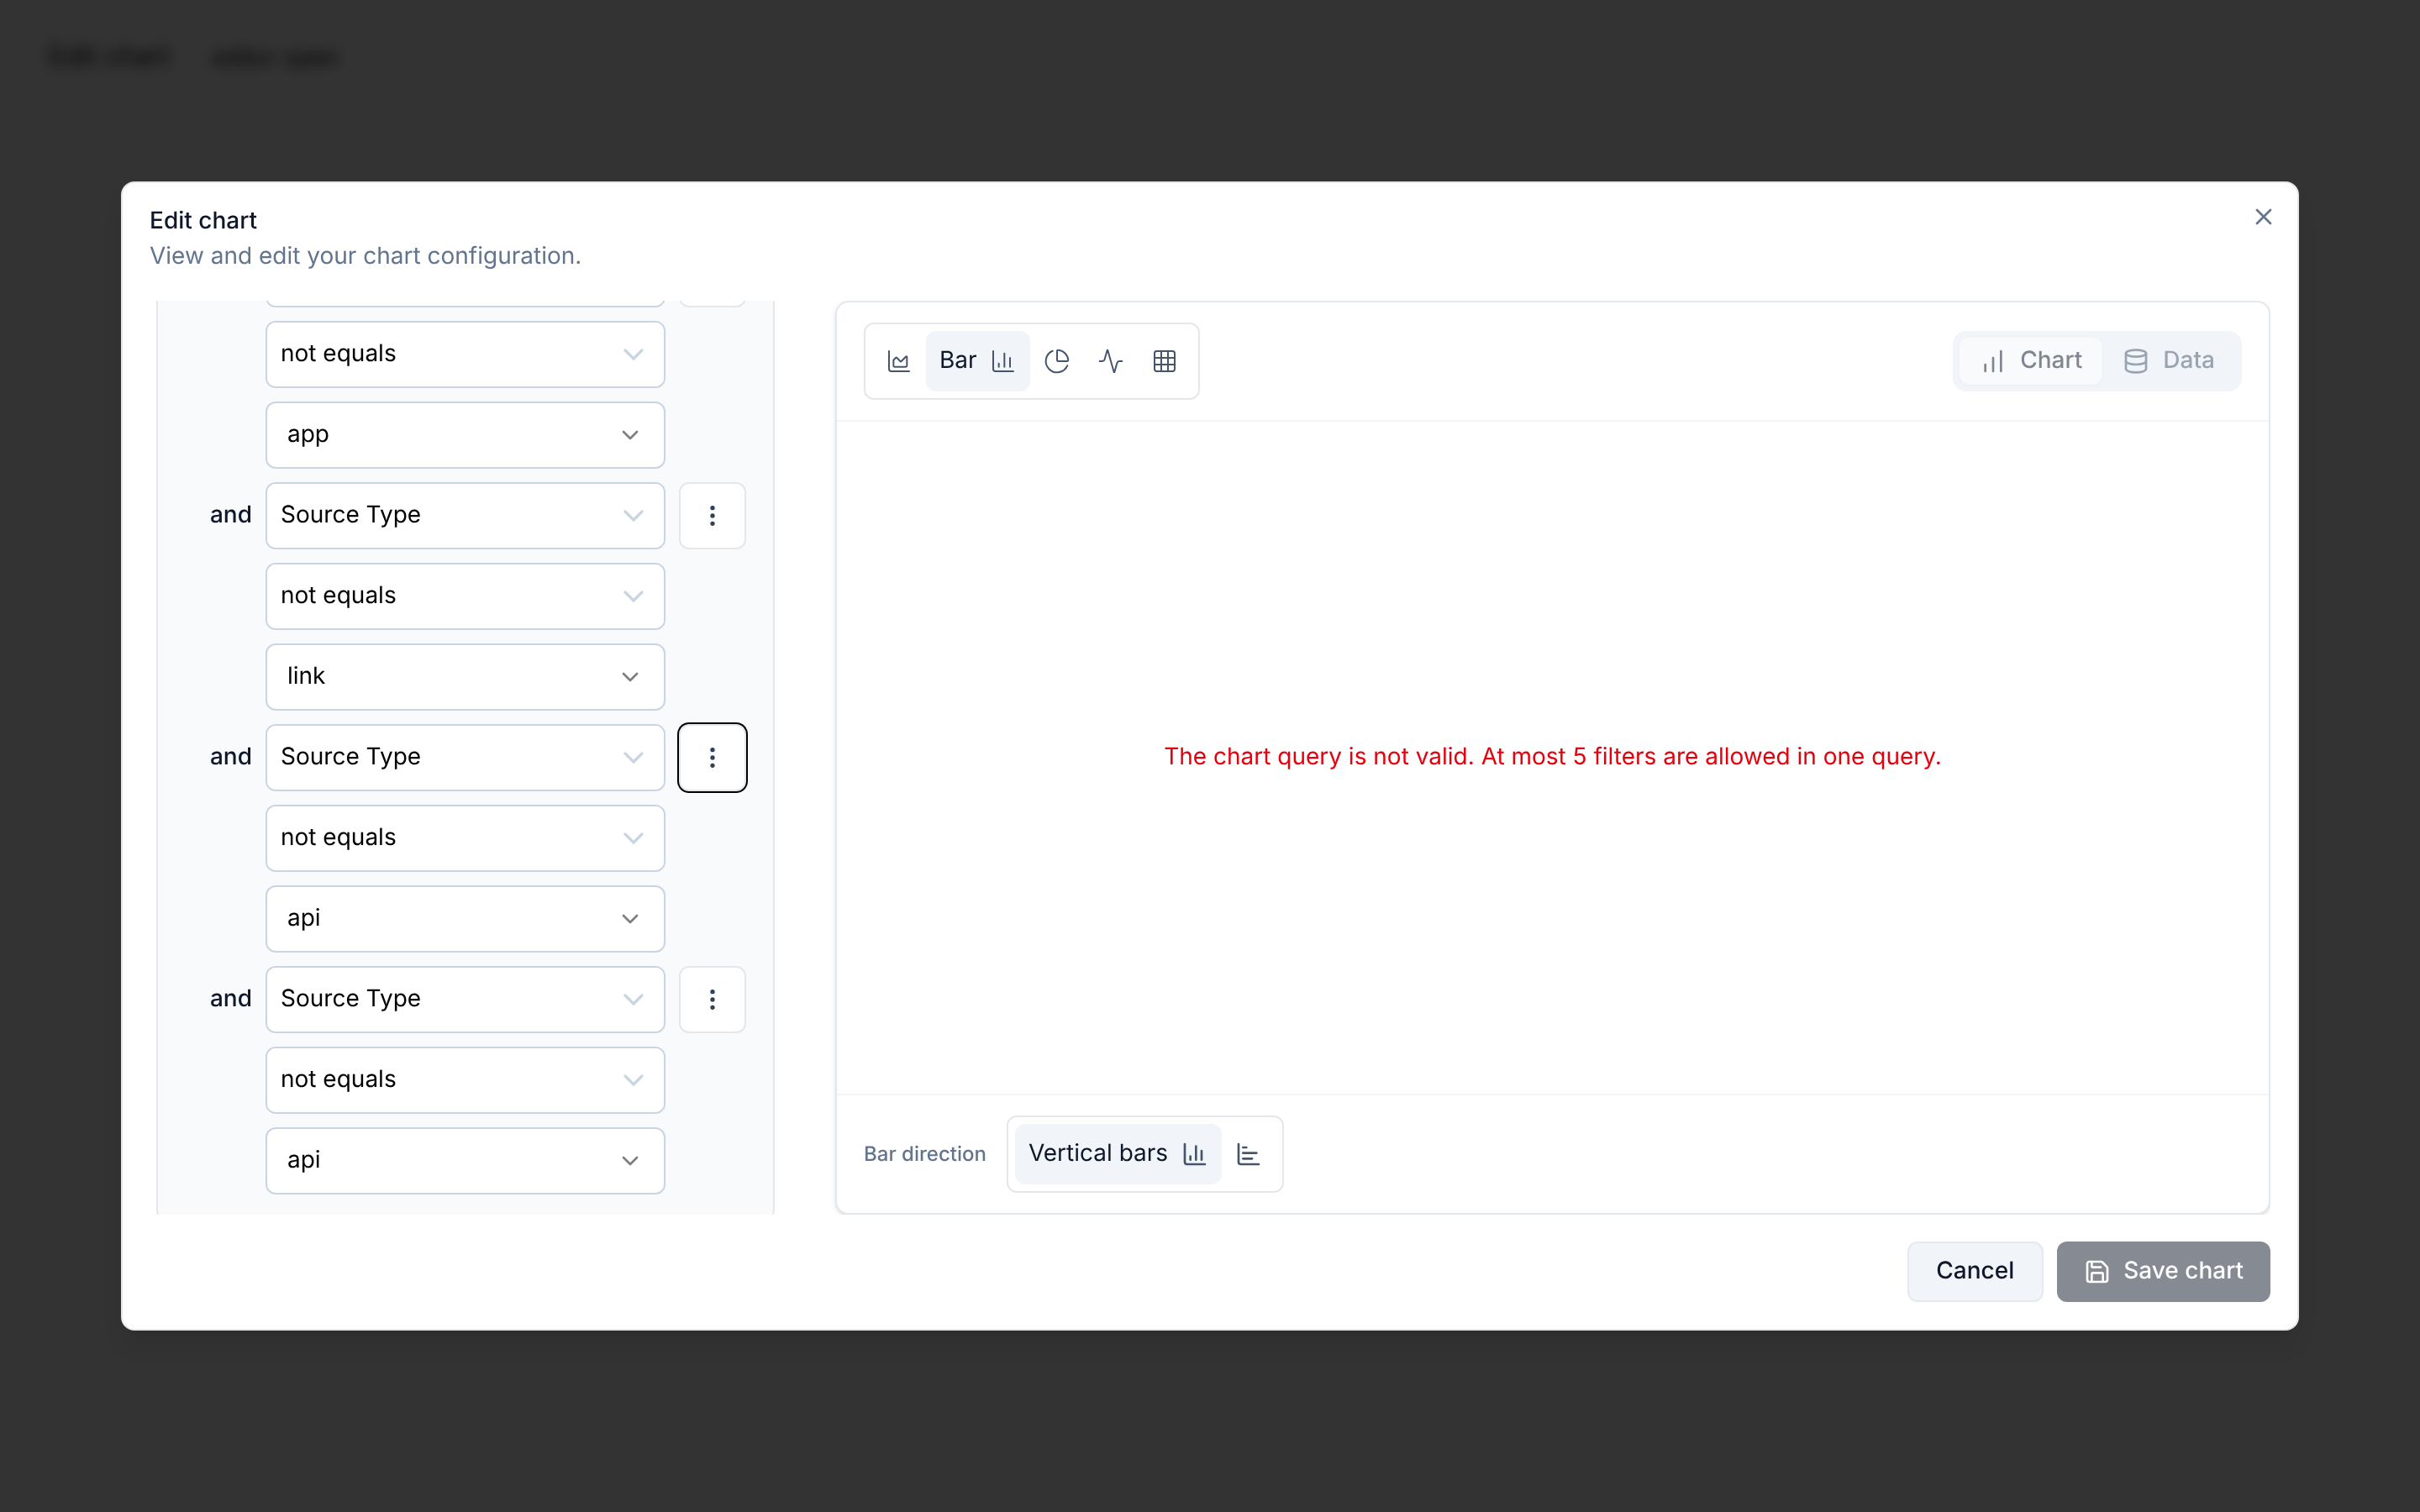 Edit chart
View and edit your chart configuration.
not equals
app
and Source Type
not equals
link
and Source Type
not equals
api
and Source Type
not equals
api
Bar
Chart Data
The chart query is not valid. At most 5 filters are allowed in one query.
Bar direction Vertical bars
Cancel Save chart